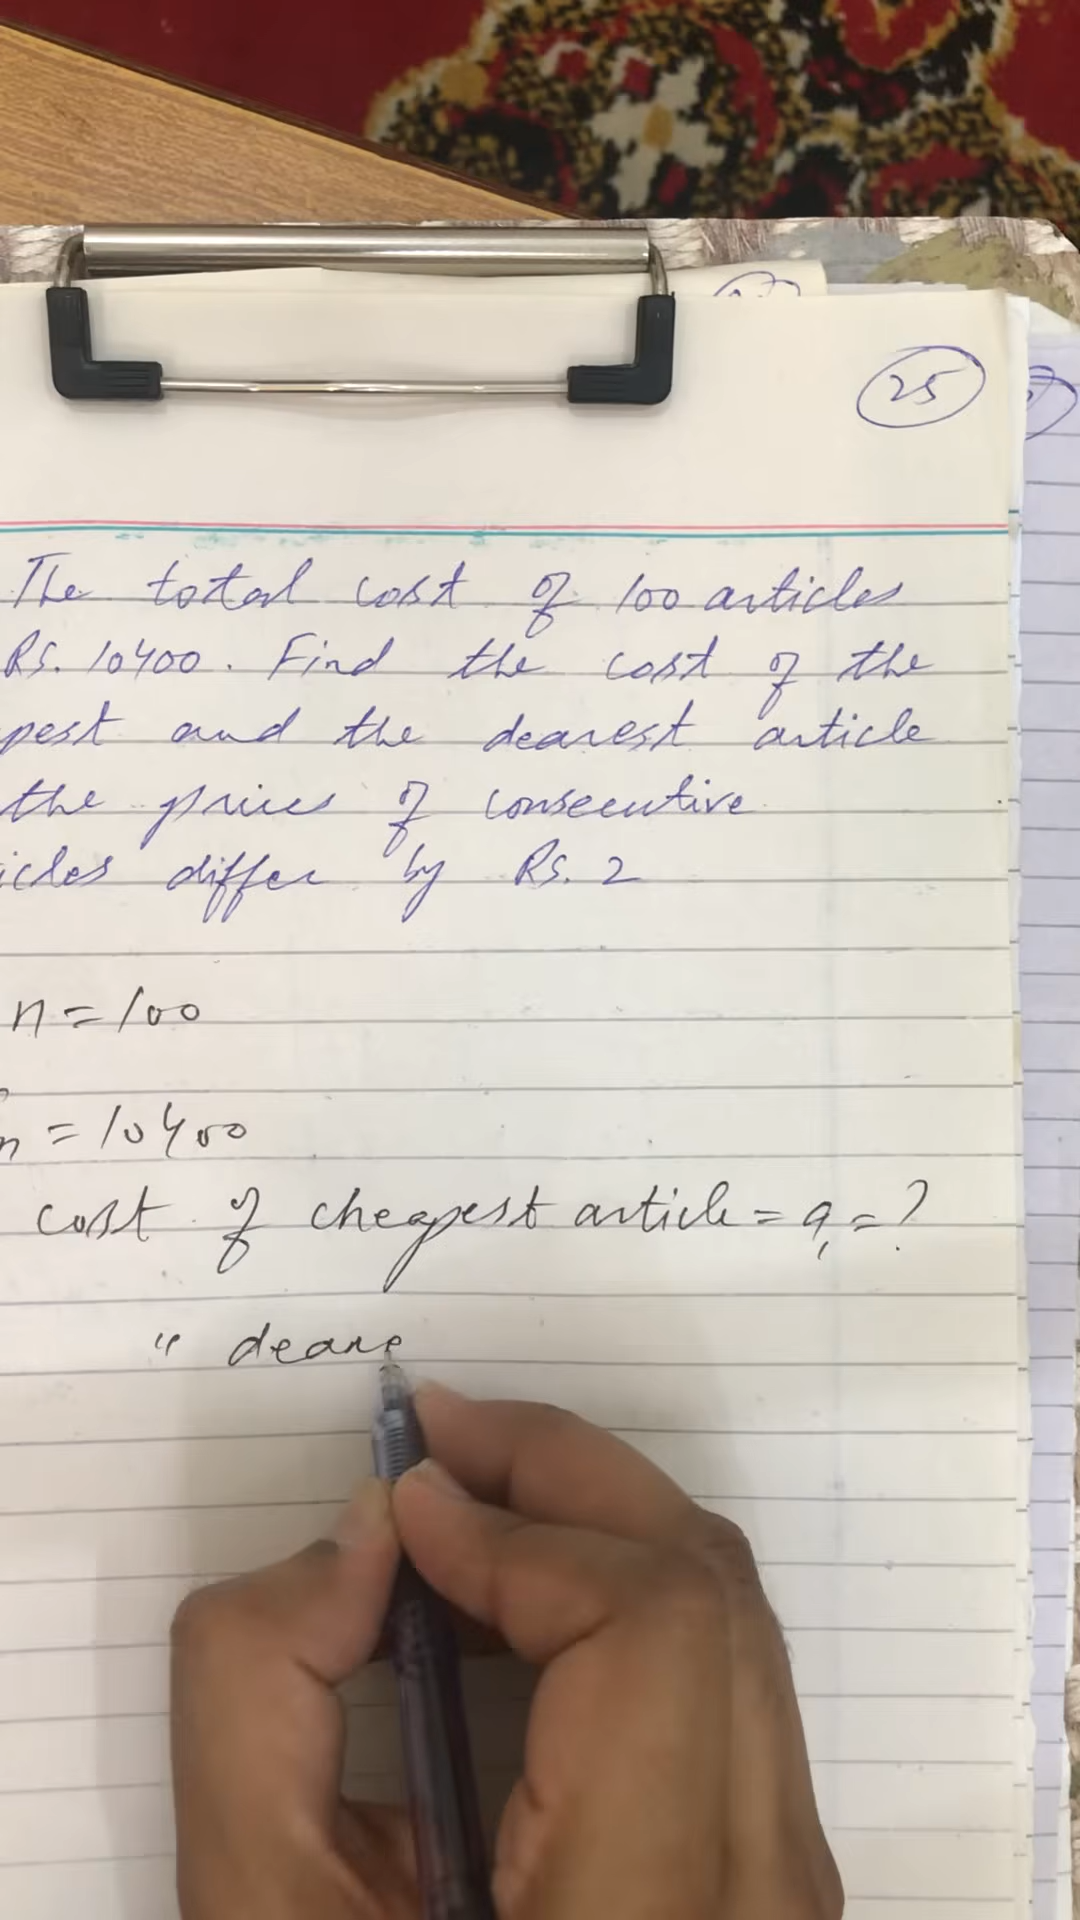 25
The total cost of 100 articles
Rs. 10400. Find the cost of the
pest and the dearest article
the prices of consecutive
icles differ by Rs. 2
n = 100
n = 10400
cost of cheapest article = a1 = ?
" deare